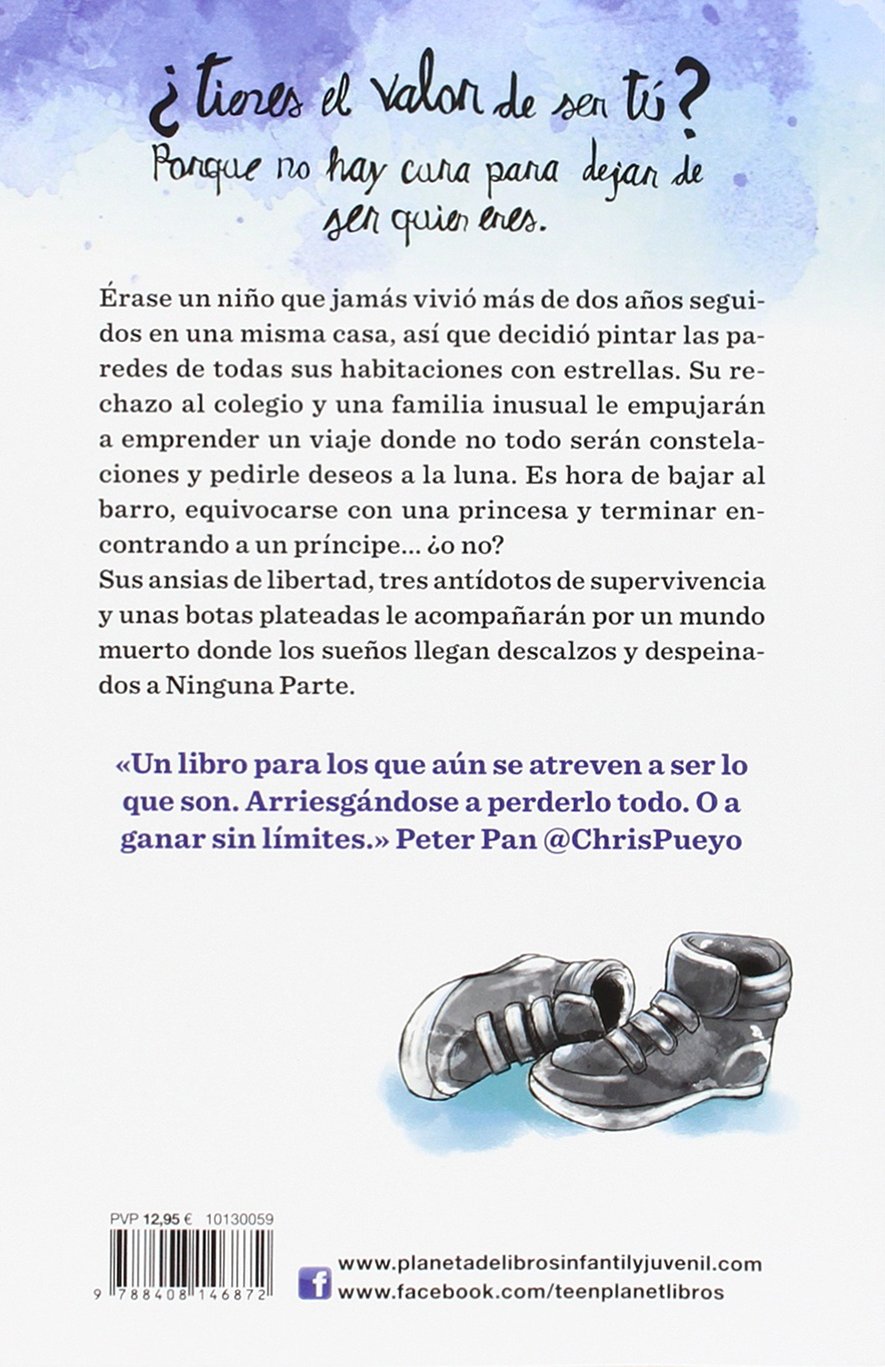 ¿Tienes el valor de ser tú?
Porque no hay cura para dejar de
ser quien eres.
Érase un niño que jamás vivió más de dos años segui-
dos en una misma casa, así que decidió pintar las pa-
redes de todas sus habitaciones con estrellas. Su re-
chazo al colegio y una familia inusual le empujarán
a emprender un viaje donde no todo serán constela-
ciones y pedirle deseos a la luna. Es hora de bajar al
barro, equivocarse con una princesa y terminar en-
contrando a un príncipe... ¿o no?
Sus ansias de libertad, tres antídotos de supervivencia
y unas botas plateadas le acompañarán por un mundo
muerto donde los sueños llegan descalzos y despeina-
dos a Ninguna Parte.
«Un libro para los que aún se atreven a ser lo
que son. Arriesgándose a perderlo todo. O a
ganar sin límites.» Peter Pan @ChrisPueyo
PVP 12,95 € 10130059
9 788408 146872
f
www.planetadelibrosinfantilyjuvenil.com
www.facebook.com/teenplanetlibros